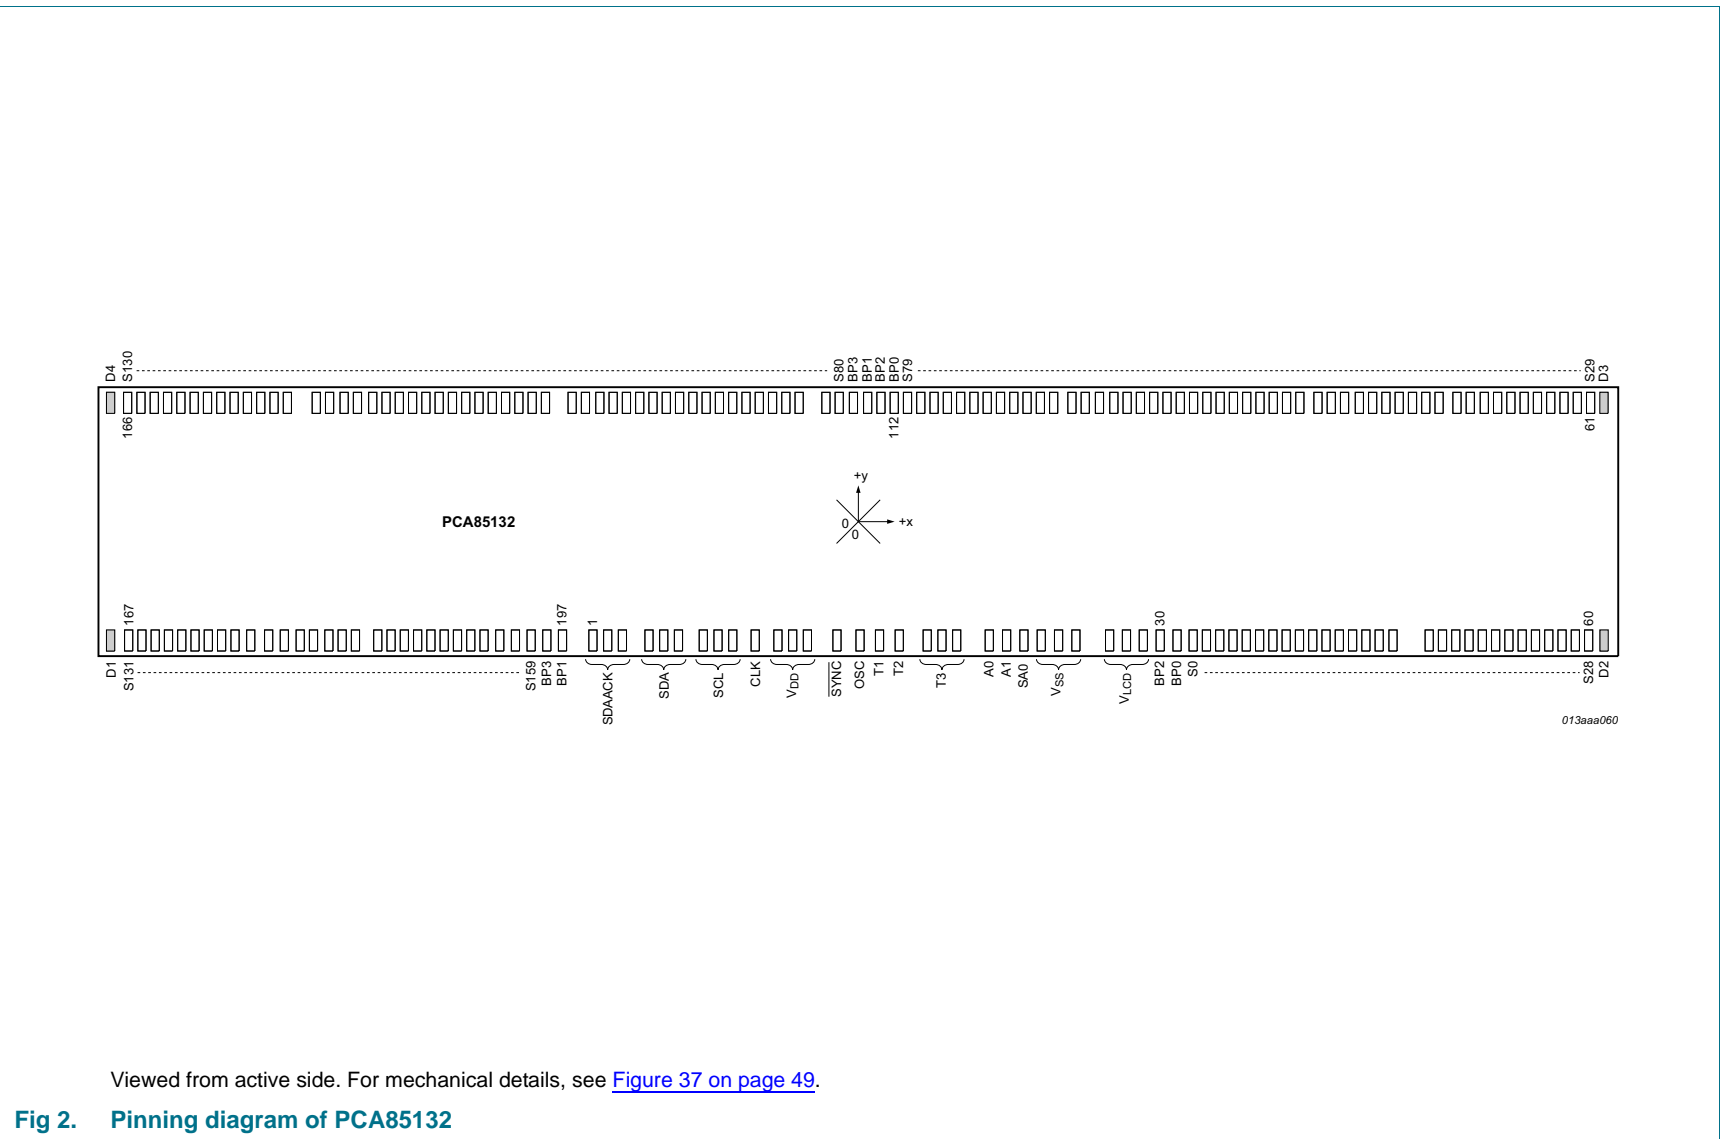 D4 S130 S80 BP3 BP1 BP2 BP0 S79 S29 D3
166 112 61
+y
PCA85132 0 +x
0
167 197 1 30 60
D1 S131 S159 BP3 BP1 SDAACK SDA SCL CLK VDD SYNC OSC T1 T2 T3 A0 A1 SA0 VSS VLCD BP2 BP0 S0 S28 D2
013aaa060
Viewed from active side. For mechanical details, see Figure 37 on page 49.
Fig 2. Pinning diagram of PCA85132